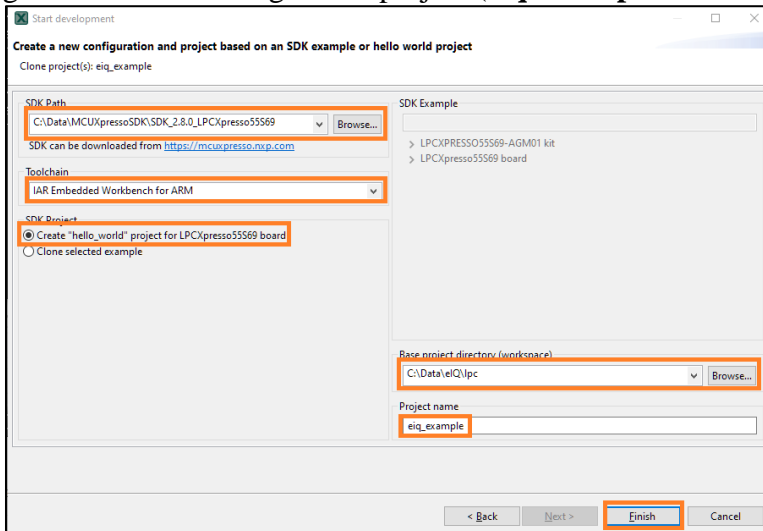 Start development
Create a new configuration and project based on an SDK example or hello world project
Clone project(s): eiq_example
SDK Path
C:\Data\MCUXpressoSDK\SDK_2.8.0_LPCXpresso55S69
Browse...
SDK can be downloaded from https://mcuxpresso.nxp.com
Toolchain
IAR Embedded Workbench for ARM
SDK Project
Create "hello_world" project for LPCXpresso55S69 board
Clone selected example
SDK Example
> LPCXPRESSO55S69-AGM01 kit
> LPCXpresso55S69 board
Base project directory (workspace)
C:\Data\eIQ\lpc
Browse...
Project name
eiq_example
< Back
Next >
Finish
Cancel